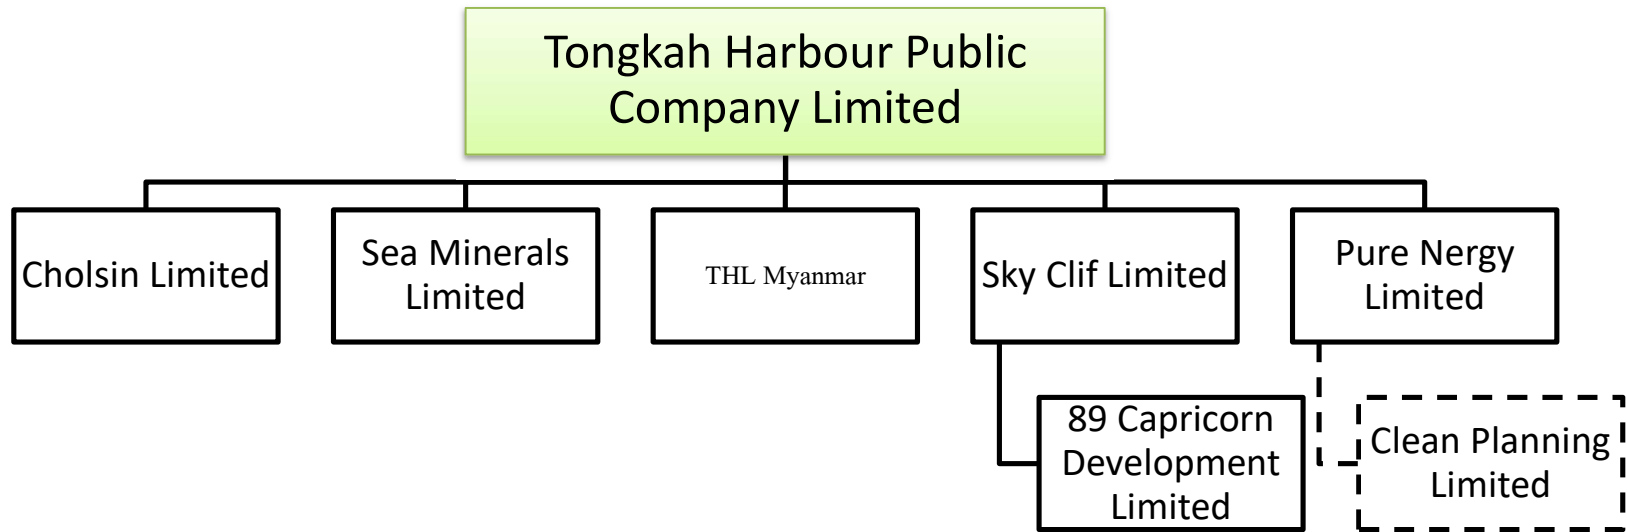 Tongkah Harbour Public
Company Limited
Cholsin Limited
Sea Minerals
Limited
THL Myanmar
Sky Clif Limited
Pure Nergy
Limited
89 Capricorn
Development
Limited
Clean Planning
Limited